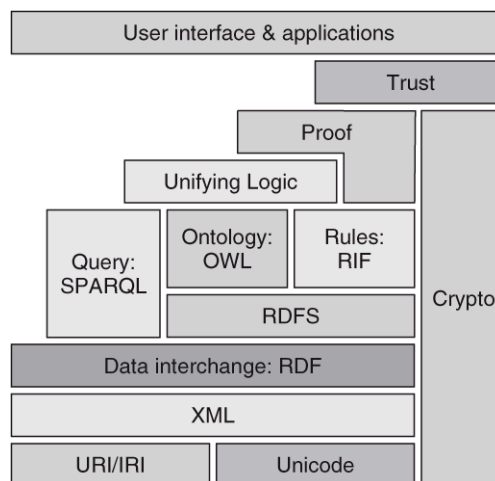 User interface & applications
Trust
Proof
Unifying Logic
Query:
SPARQL
Ontology:
OWL
Rules:
RIF
RDFS
Crypto
Data interchange: RDF
XML
URI/IRI
Unicode